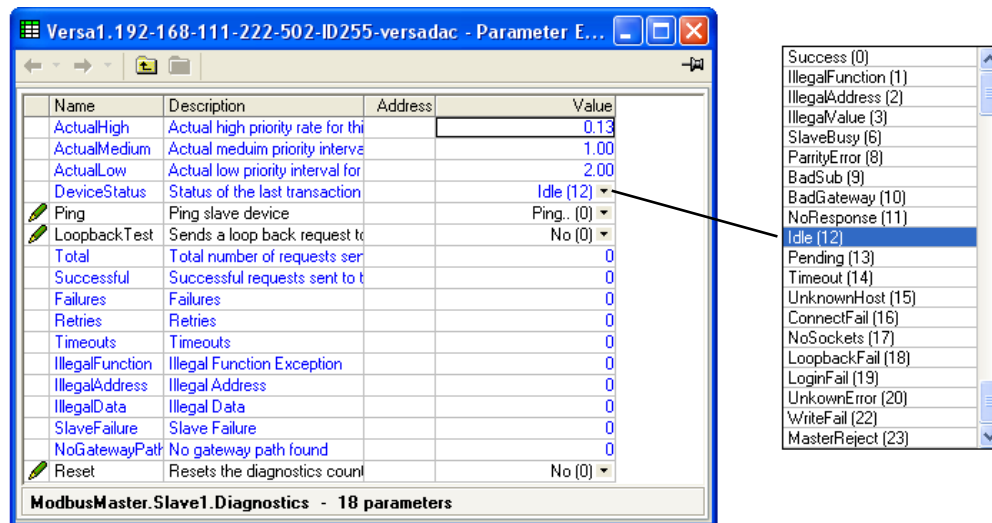 Versa1.192-168-111-222-502-ID255-versadac - Parameter E...
Name Description Address Value
ActualHigh Actual high priority rate for thi 0.13
ActualMedium Actual meduim priority interva 1.00
ActualLow Actual low priority interval for 2.00
DeviceStatus Status of the last transaction Idle (12)
Ping Ping slave device Ping.. (0)
LoopbackTest Sends a loop back request to No (0)
Total Total number of requests sen 0
Successful Successful requests sent to t 0
Failures Failures 0
Retries Retries 0
Timeouts Timeouts 0
IllegalFunction Illegal Function Exception 0
IllegalAddress Illegal Address 0
IllegalData Illegal Data 0
SlaveFailure Slave Failure 0
NoGatewayPath No gateway path found 0
Reset Resets the diagnostics count No (0)
ModbusMaster.Slave1.Diagnostics - 18 parameters
Success (0)
IllegalFunction (1)
IllegalAddress (2)
IllegalValue (3)
SlaveBusy (6)
ParrityError (8)
BadSub (9)
BadGateway (10)
NoResponse (11)
Idle (12)
Pending (13)
Timeout (14)
UnknownHost (15)
ConnectFail (16)
NoSockets (17)
LoopbackFail (18)
LoginFail (19)
UnkownError (20)
WriteFail (22)
MasterReject (23)